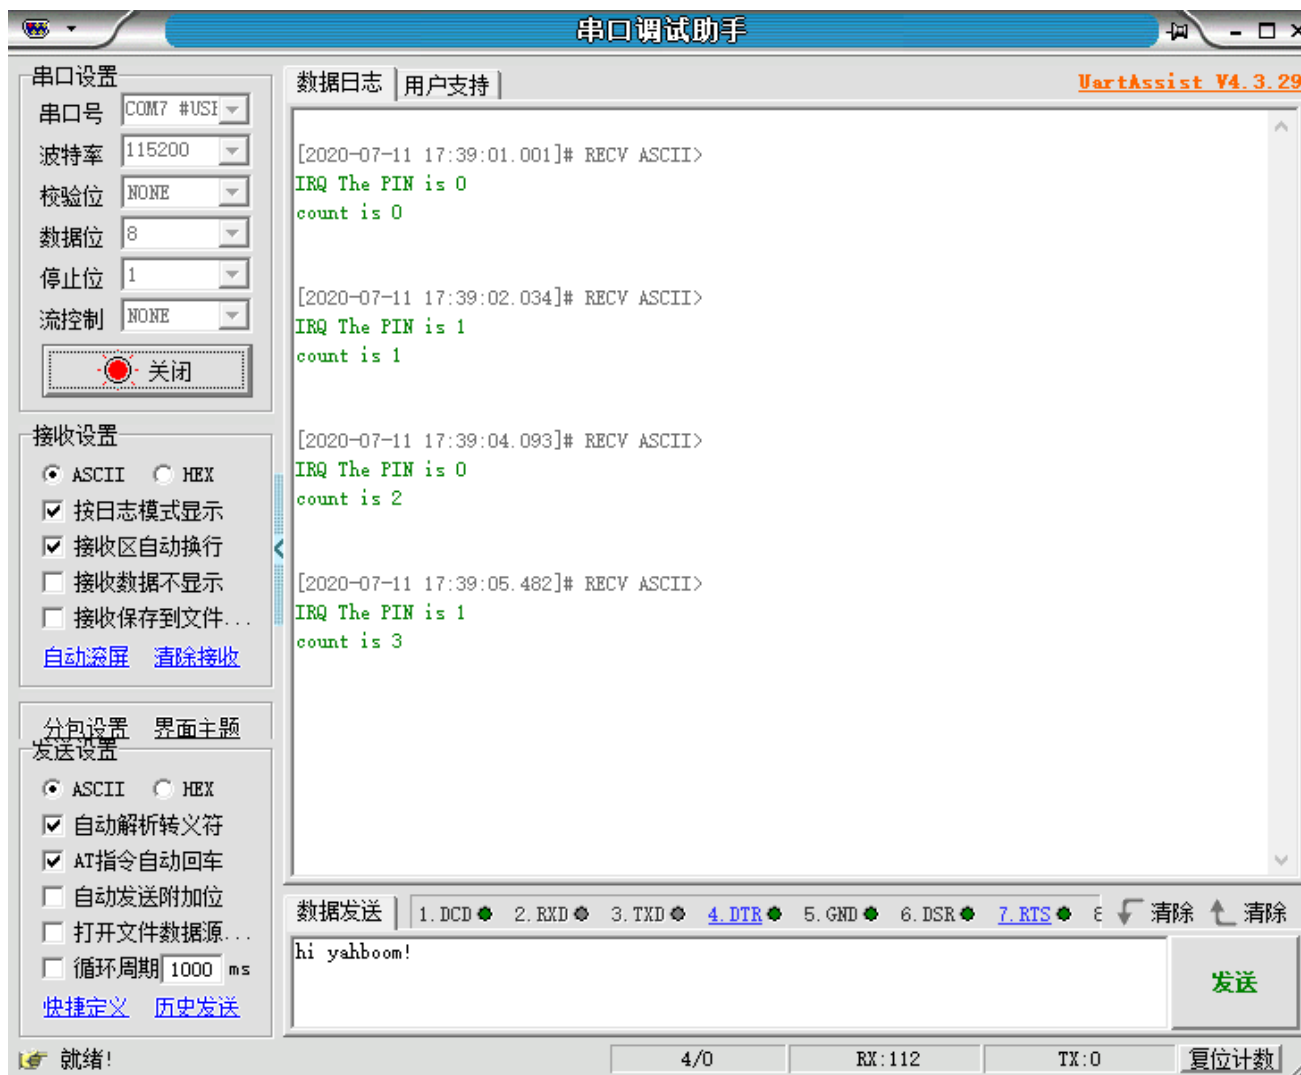 串口调试助手
串口设置
串口号 COM7 #USI
波特率 115200
校验位 NONE
数据位 8
停止位 1
流控制 NONE
关闭
接收设置
ASCII HEX
按日志模式显示
接收区自动换行
接收数据不显示
接收保存到文件...
自动滚屏 清除接收
分包设置 界面主题
发送设置
ASCII HEX
自动解析转义符
AT指令自动回车
自动发送附加位
打开文件数据源...
循环周期 1000 ms
快捷定义 历史发送
数据日志 用户支持 UartAssist V4.3.29
[2020-07-11 17:39:01.001]# RECV ASCII>
IRQ The PIN is 0
count is 0
[2020-07-11 17:39:02.034]# RECV ASCII>
IRQ The PIN is 1
count is 1
[2020-07-11 17:39:04.093]# RECV ASCII>
IRQ The PIN is 0
count is 2
[2020-07-11 17:39:05.482]# RECV ASCII>
IRQ The PIN is 1
count is 3
数据发送 1.DCD 2.RXD 3.TXD 4.DTR 5.GND 6.DSR 7.RTS 清除 清除
hi yahboom!
发送
就绪! 4/0 RX:112 TX:0 复位计数